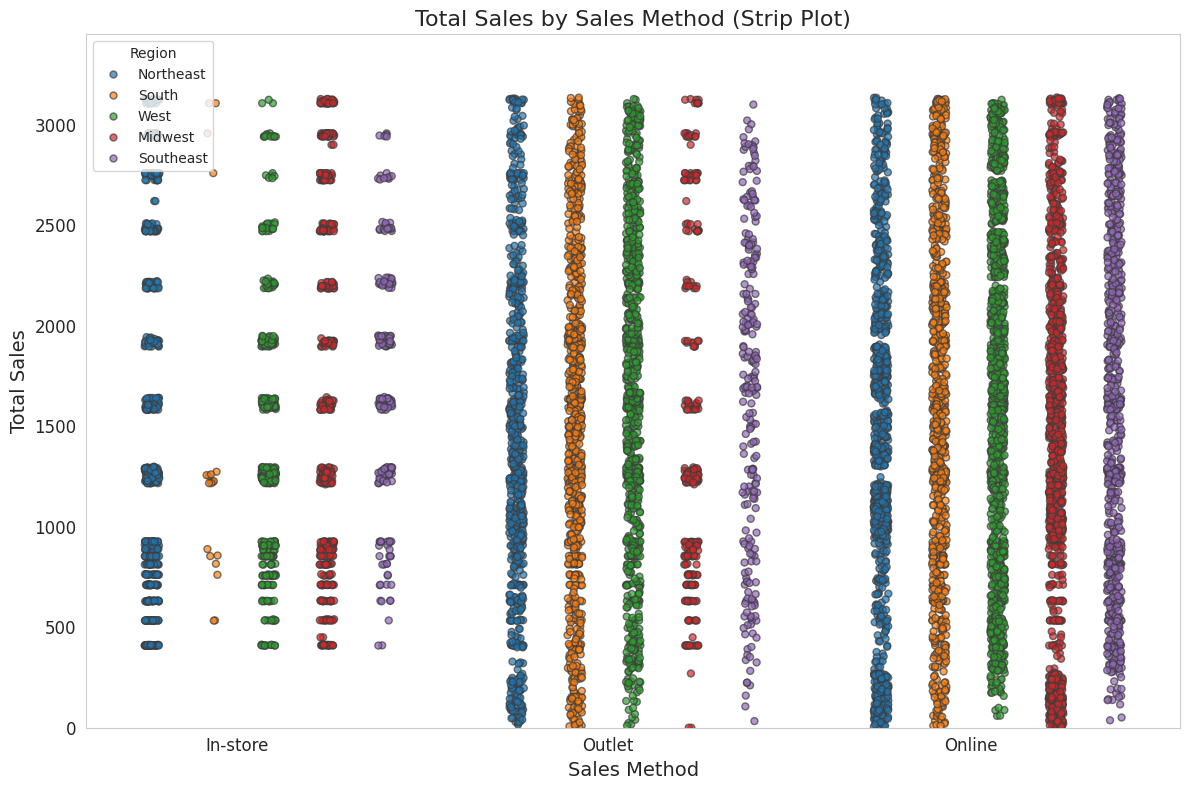 Total Sales by Sales Method (Strip Plot)
Region
Northeast
South
West
Midwest
Southeast
Total Sales
3000
2500
2000
1500
1000
500
0
In-store
Outlet
Online
Sales Method